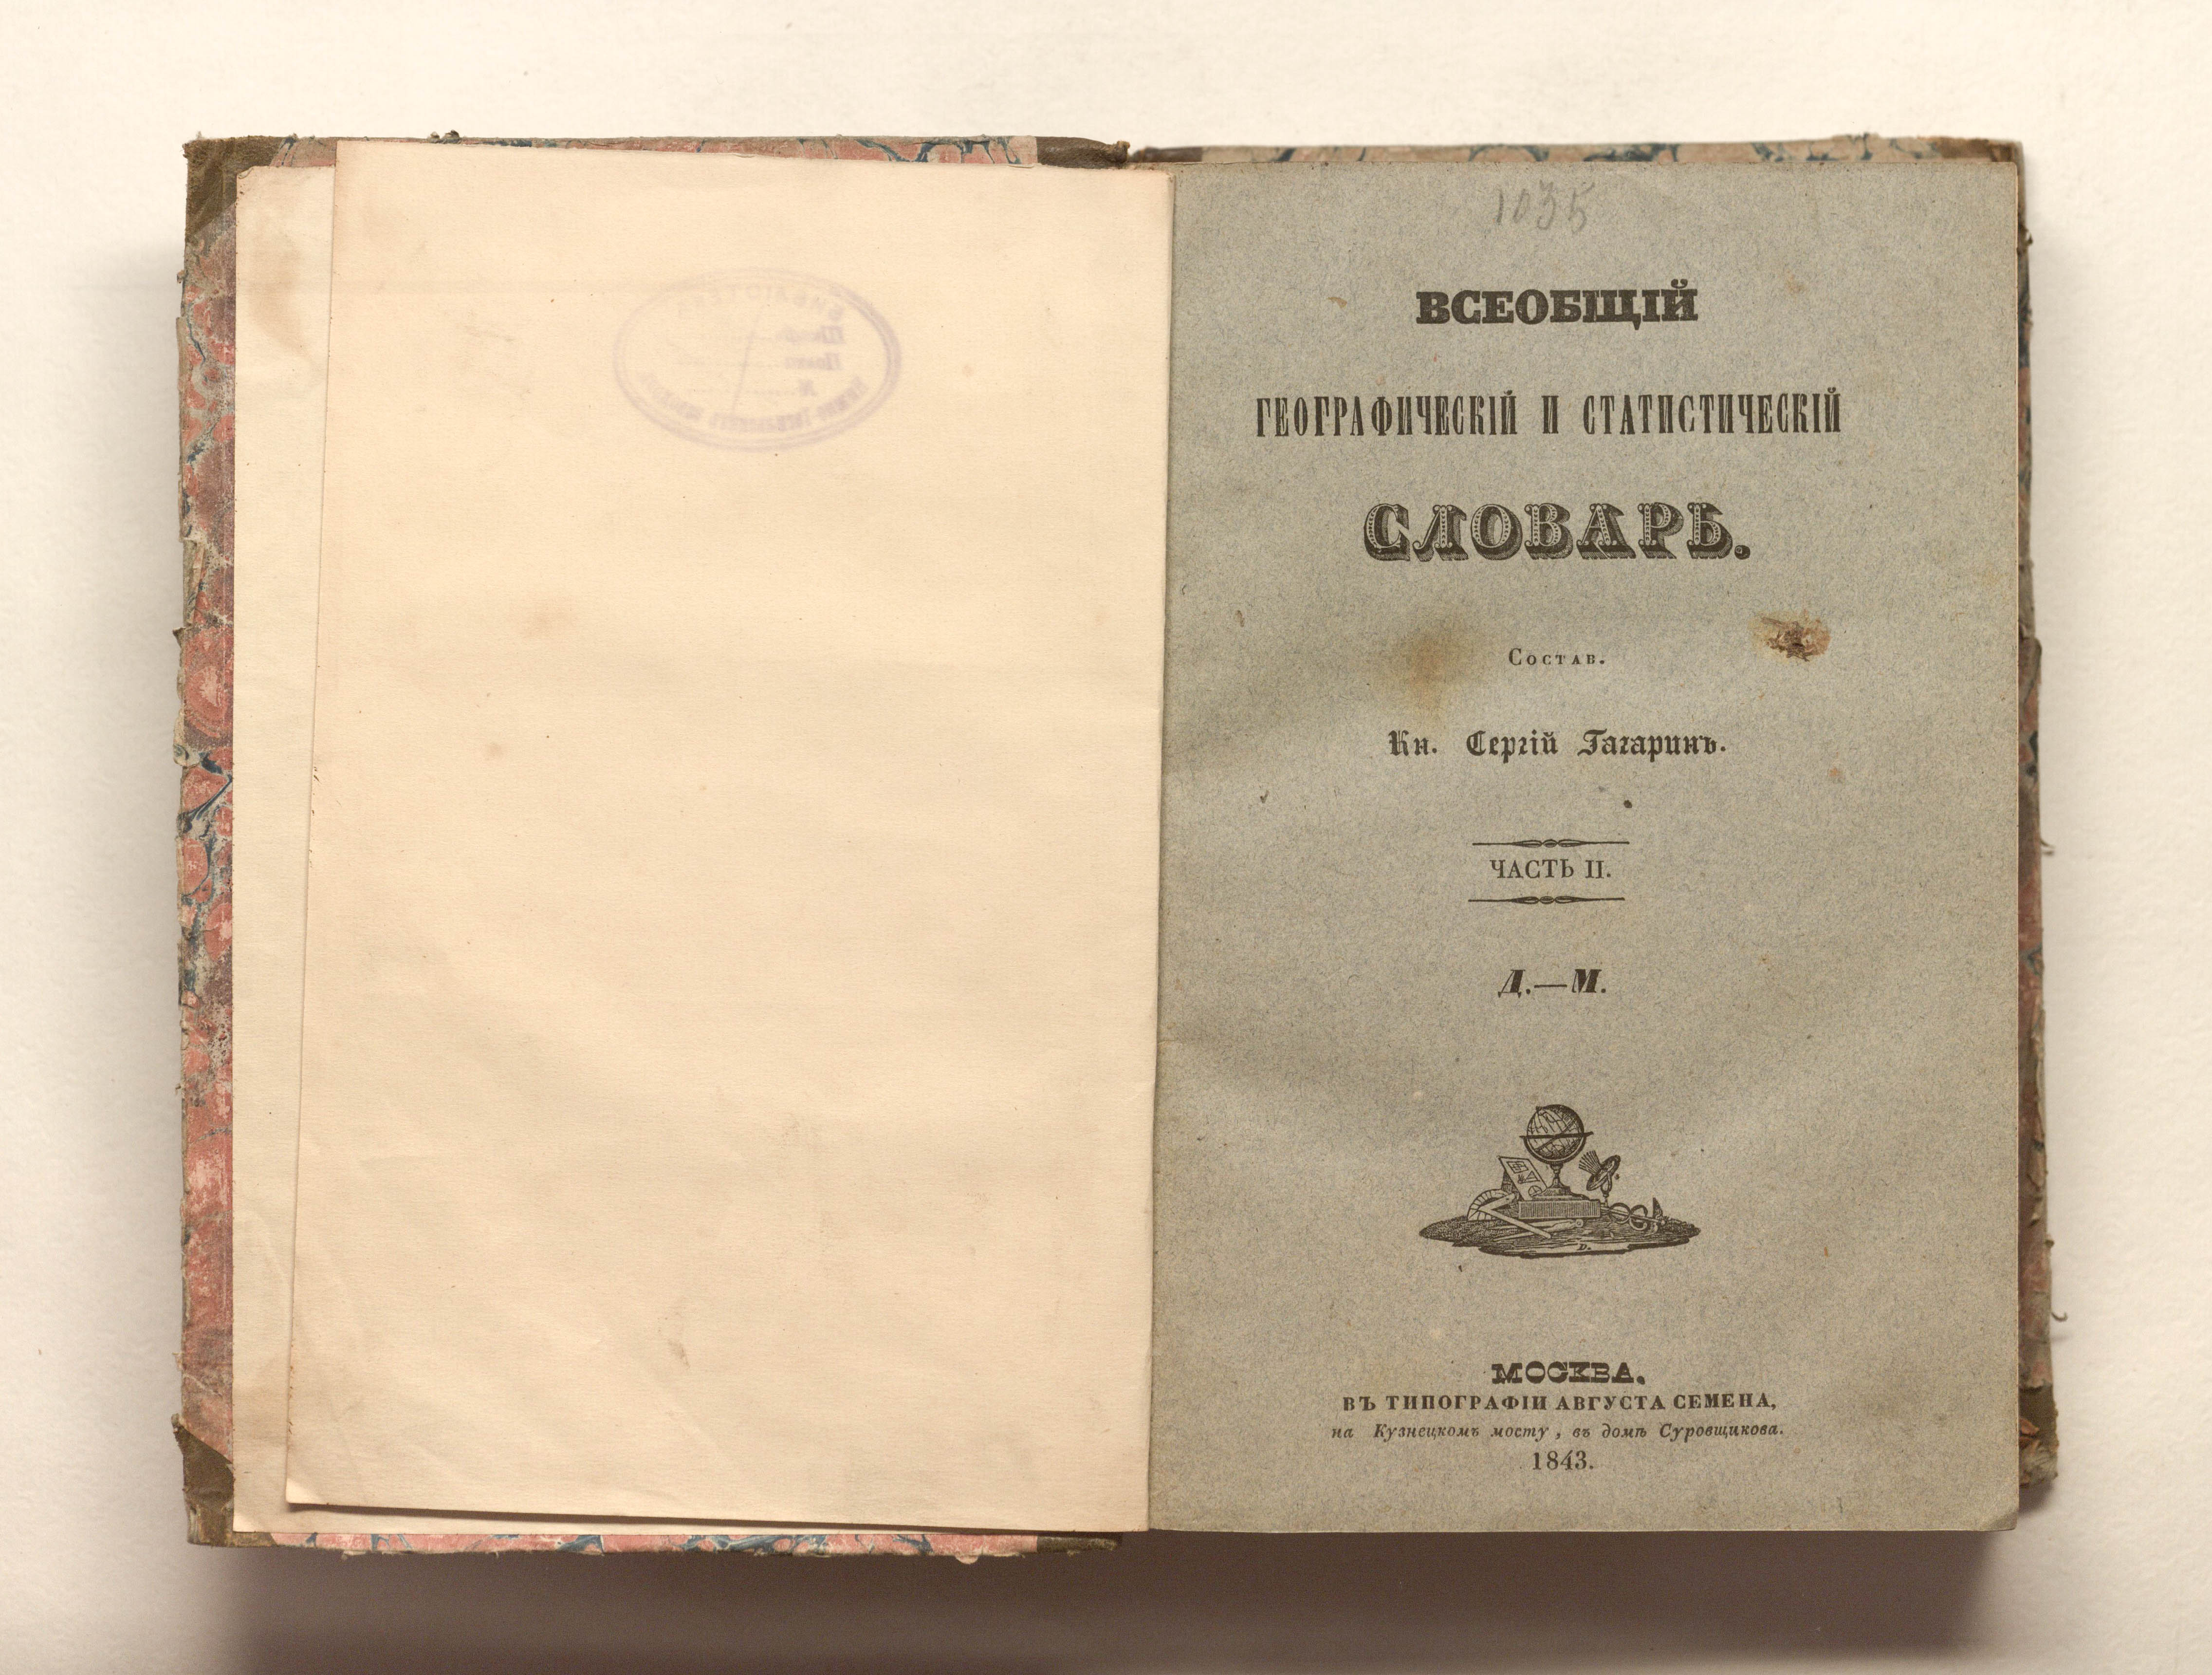 1035
ВСЕОБЩІЙ
ГЕОГРАФИЧЕСКІЙ И СТАТИСТИЧЕСКІЙ
СЛОВАРЬ.
Состав.
Кн. Сергій Гагаринъ.
ЧАСТЬ II.
Д.—М.
D.
МОСКВА.
ВЪ ТИПОГРАФІИ АВГУСТА СЕМЕНА,
на Кузнецкомъ мосту, въ домѣ Суровщикова.
1843.